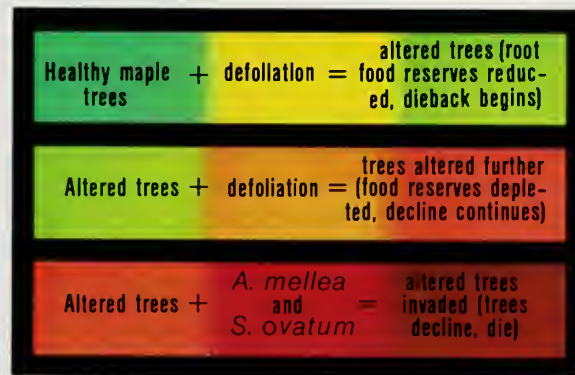 Healthy maple trees + defoliation = altered trees (root food reserves reduc-ed, dieback begins)
Altered trees + defoliation = trees altered further (food reserves deple-ted, decline continues)
Altered trees + A. mellea and S. ovatum = altered trees invaded (trees decline, die)